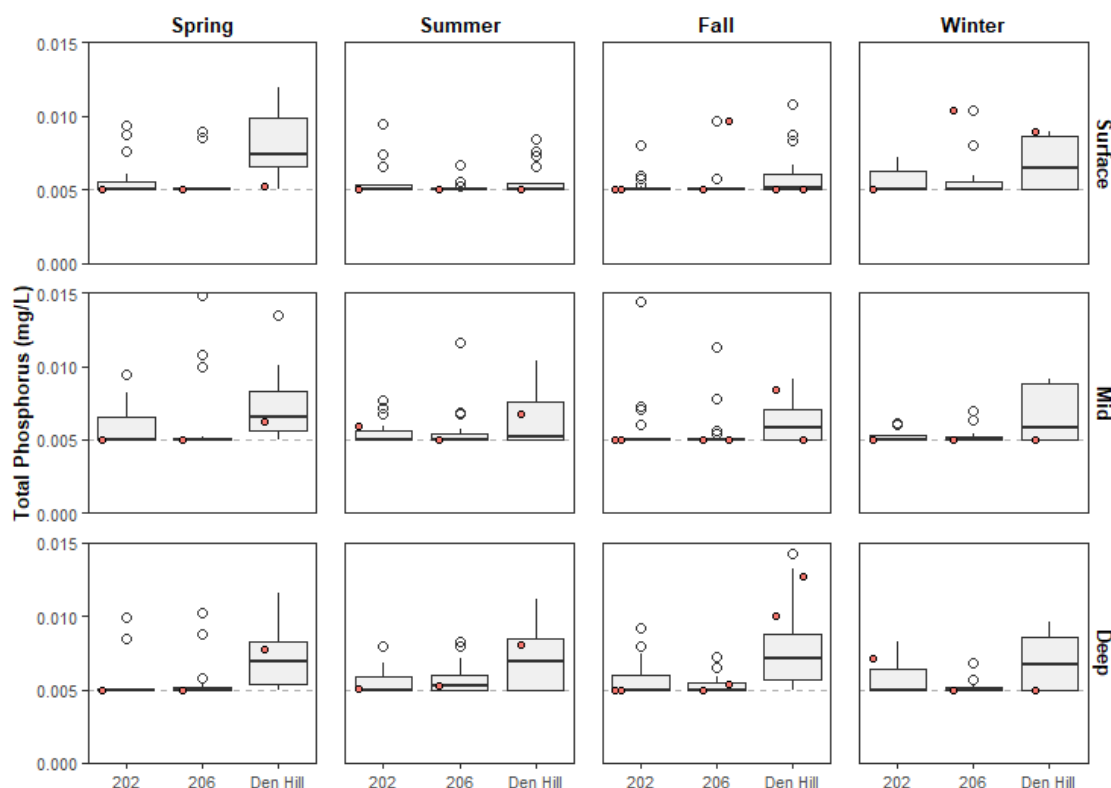 Spring Summer Fall Winter
0.015
0.010
0.005
0.000
Surface
0.015
0.010
0.005
0.000
Mid
0.015
0.010
0.005
0.000
Deep
Total Phosphorus (mg/L)
202 206 Den Hill 202 206 Den Hill 202 206 Den Hill 202 206 Den Hill